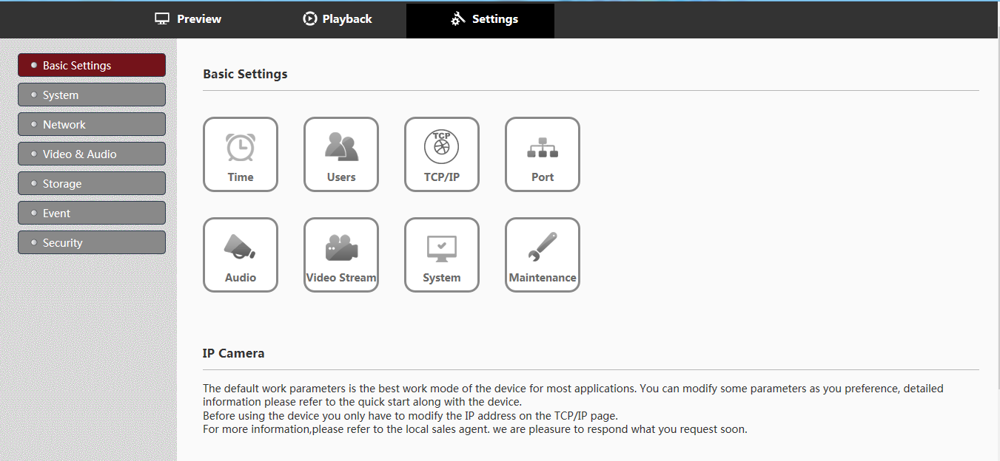 Preview
Playback
Settings
Basic Settings
System
Network
Video & Audio
Storage
Event
Security
Basic Settings
Time
Users
TCP
TCP/IP
Port
Audio
Video Stream
System
Maintenance
IP Camera
The default work parameters is the best work mode of the device for most applications. You can modify some parameters as you preference, detailed
information please refer to the quick start along with the device.
Before using the device you only have to modify the IP address on the TCP/IP page.
For more information,please refer to the local sales agent. we are pleasure to respond what you request soon.